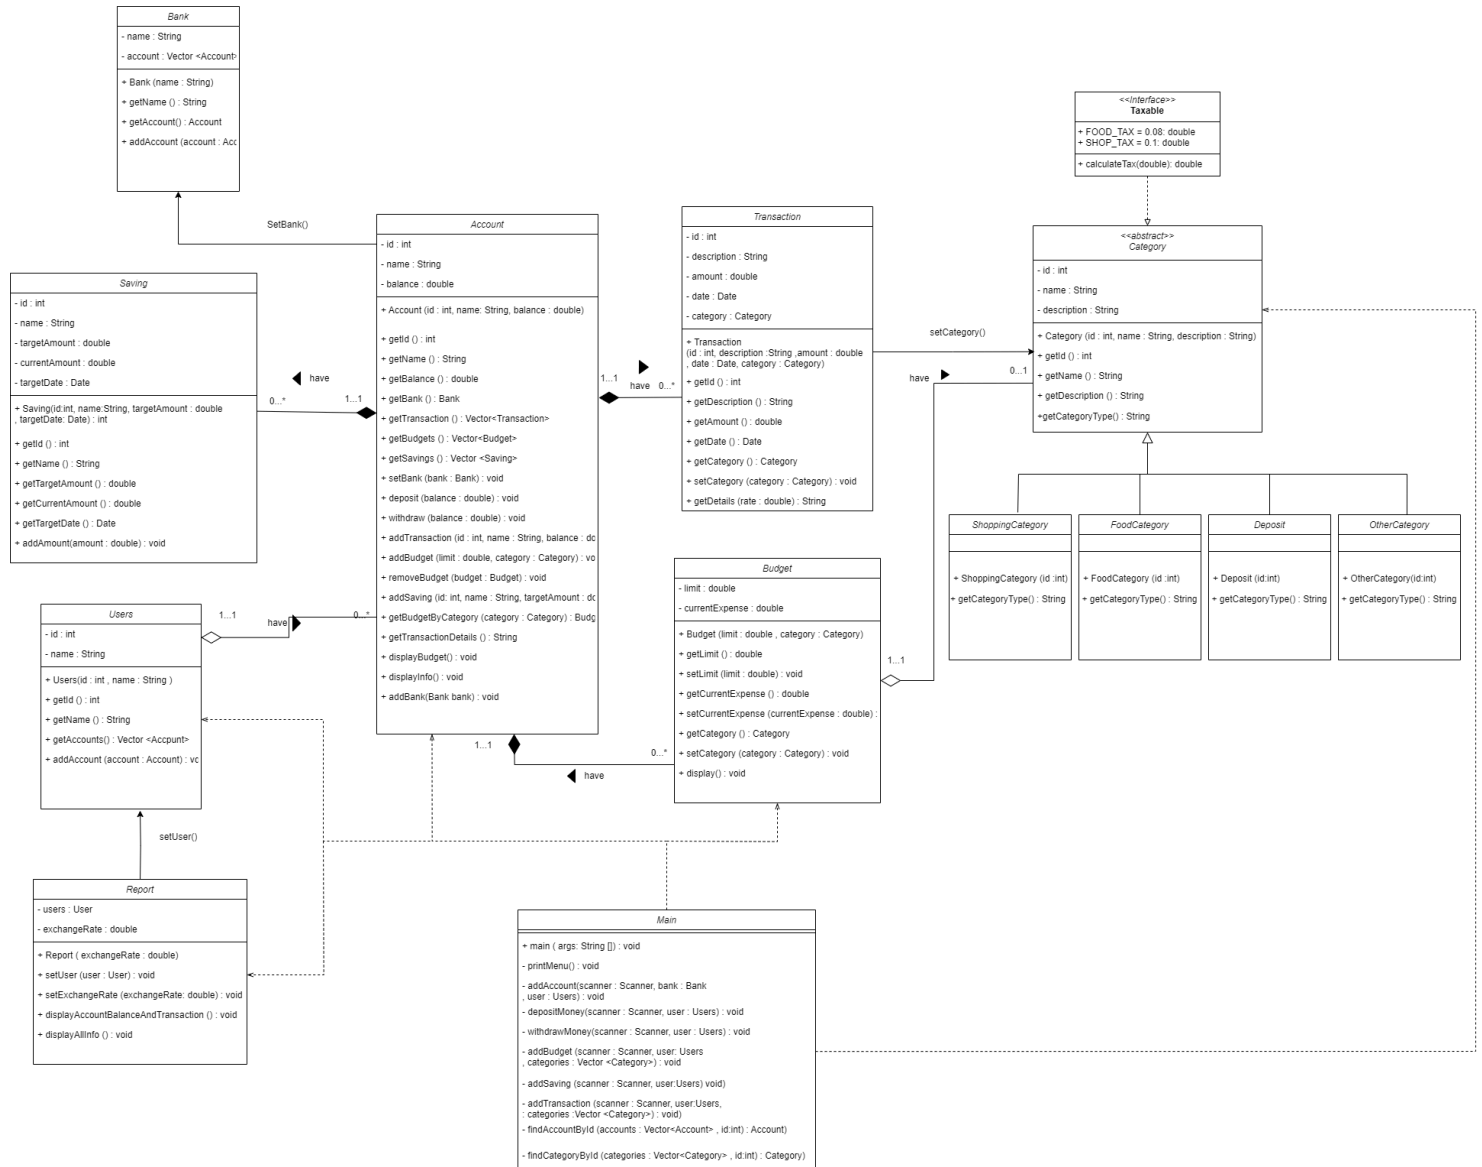 Bank
- name : String
- account : Vector <Account>
+ Bank (name : String)
+ getName () : String
+ getAccount() : Account
+ addAccount (account : Acc
SetBank()
Saving
- id : int
- name : String
- targetAmount : double
- currentAmount : double
- targetDate : Date
+ Saving(id:int, name:String, targetAmount : double
, targetDate: Date) : int
+ getId () : int
+ getName () : String
+ getTargetAmount () : double
+ getCurrentAmount () : double
+ getTargetDate () : Date
+ addAmount(amount : double) : void
have
0...*
1...1
Account
- id : int
- name : String
- balance : double
+ Account (id : int, name: String, balance : double)
+ getId () : int
+ getName () : String
+ getBalance () : double
+ getBank () : Bank
+ getTransaction () : Vector<Transaction>
+ getBudgets () : Vector<Budget>
+ getSavings () : Vector <Saving>
+ setBank (bank : Bank) : void
+ deposit (balance : double) : void
+ withdraw (balance : double) : void
+ addTransaction (id : int, name : String, balance : dc
+ addBudget (limit : double, category : Category) : vo
+ removeBudget (budget : Budget) : void
+ addSaving (id: int, name : String, targetAmount : dc
+ getBudgetByCategory (category : Category) : Budg
+ getTransactionDetails () : String
+ displayBudget() : void
+ displayInfo() : void
+ addBank(Bank bank) : void
1...1
have 0...*
Transaction
- id : int
- description : String
- amount : double
- date : Date
- category : Category
+ Transaction
(id : int, description :String ,amount : double
, date : Date, category : Category)
+ getId () : int
+ getDescription () : String
+ getAmount () : double
+ getDate () : Date
+ getCategory () : Category
+ setCategory (category : Category) : void
+ getDetails (rate : double) : String
setCategory()
have
0...1
<<Interface>>
Taxable
+ FOOD_TAX = 0.08: double
+ SHOP_TAX = 0.1: double
+ calculateTax(double): double
<<abstract>>
Category
- id : int
- name : String
- description : String
+ Category (id : int, name : String, description : String)
+ getId () : int
+ getName () : String
+ getDescription () : String
+getCategoryType() : String
ShoppingCategory
+ ShoppingCategory (id :int)
+ getCategoryType() : String
FoodCategory
+ FoodCategory (id :int)
+ getCategoryType() : String
Deposit
+ Deposit (id:int)
+ getCategoryType() : String
OtherCategory
+ OtherCategory(id:int)
+ getCategoryType() : String
Budget
- limit : double
- currentExpense : double
+ Budget (limit : double , category : Category)
+ getLimit () : double
+ setLimit (limit : double) : void
+ getCurrentExpense () : double
+ setCurrentExpense (currentExpense : double) :
+ getCategory () : Category
+ setCategory (category : Category) : void
+ display() : void
1...1
1...1
0...*
have
Users
- id : int
- name : String
+ Users(id : int , name : String )
+ getId () : int
+ getName () : String
+ getAccounts() : Vector <Accpunt>
+ addAccount (account : Account) : vc
1...1
have
0...*
setUser()
Report
- users : User
- exchangeRate : double
+ Report ( exchangeRate : double)
+ setUser (user : User) : void
+ setExchangeRate (exchangeRate: double) : void
+ displayAccountBalanceAndTransaction () : void
+ displayAllInfo () : void
Main
+ main ( args: String []) : void
- printMenu() : void
- addAccount(scanner : Scanner, bank : Bank
, user : Users) : void
- depositMoney(scanner : Scanner, user : Users) : void
- withdrawMoney(scanner : Scanner, user : Users) : void
- addBudget (scanner : Scanner, user: Users
, categories : Vector <Category>) : void
- addSaving (scanner : Scanner, user:Users) void)
- addTransaction (scanner : Scanner, user:Users,
: categories :Vector <Category>) : void)
- findAccountById (accounts : Vector<Account> , id:int) : Account)
- findCategoryById (categories : Vector<Category> , id:int) : Category)